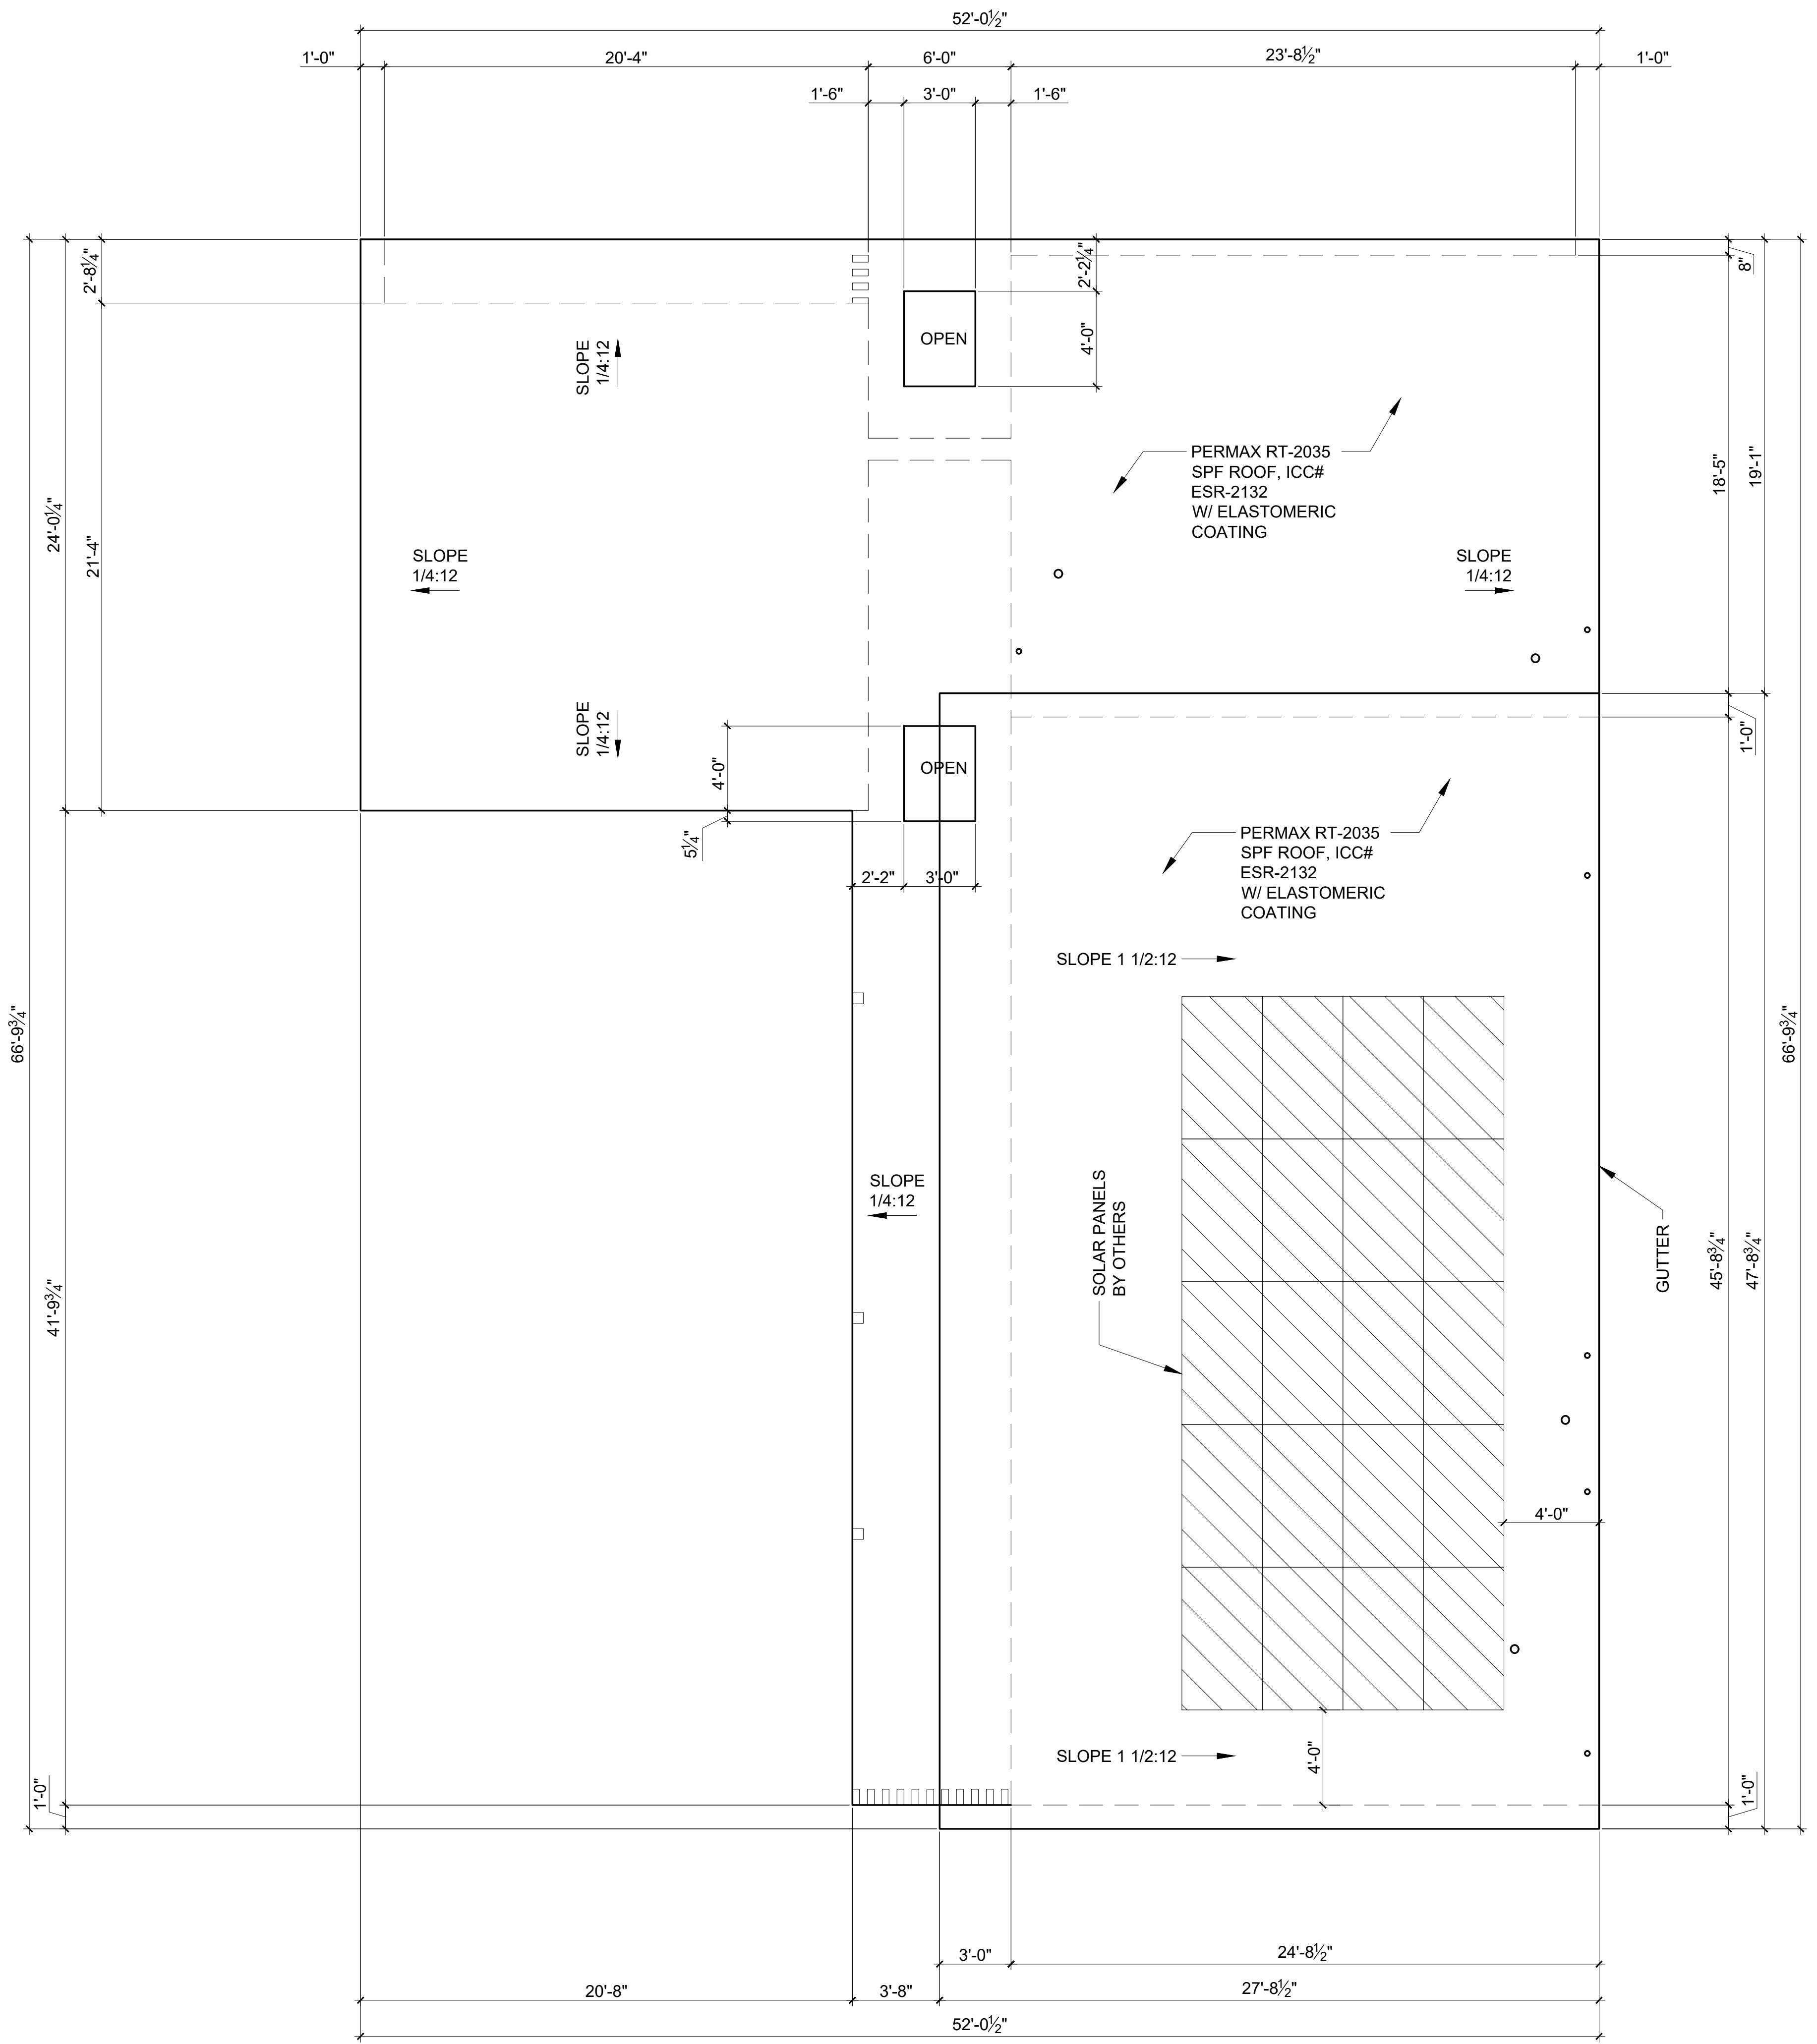 52'-0½"
1'-0"
20'-4"
6'-0"
23'-8½"
1'-0"
1'-6"
3'-0"
1'-6"
2'-8¼"
2'-2¼"
8"
OPEN
4'-0"
SLOPE
1/4:12
PERMAX RT-2035
SPF ROOF, ICC#
ESR-2132
W/ ELASTOMERIC
COATING
18'-5"
19'-1"
24'-0¼"
21'-4"
SLOPE
1/4:12
SLOPE
1/4:12
SLOPE
1/4:12
4'-0"
OPEN
1'-0"
5¼"
PERMAX RT-2035
SPF ROOF, ICC#
ESR-2132
W/ ELASTOMERIC
COATING
2'-2"
3'-0"
SLOPE 1 1/2:12
66'-9¾"
66'-9¾"
SLOPE
1/4:12
SOLAR PANELS
BY OTHERS
GUTTER
45'-8¾"
47'-8¾"
41'-9¾"
4'-0"
SLOPE 1 1/2:12
4'-0"
1'-0"
1'-0"
3'-0"
24'-8½"
20'-8"
3'-8"
27'-8½"
52'-0½"